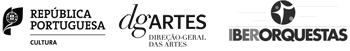 REPÚBLICA
PORTUGUESA
CULTURA
dgARTES
DIREÇÃO-GERAL
DAS ARTES
IBERORQUESTAS